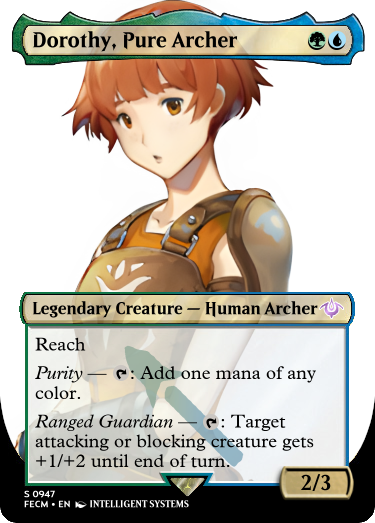 Dorothy, Pure Archer
Legendary Creature — Human Archer
Reach
Purity — : Add one mana of any
color.
Ranged Guardian — : Target
attacking or blocking creature gets
+1/+2 until end of turn.
2/3
S 0947
FECM • EN INTELLIGENT SYSTEMS